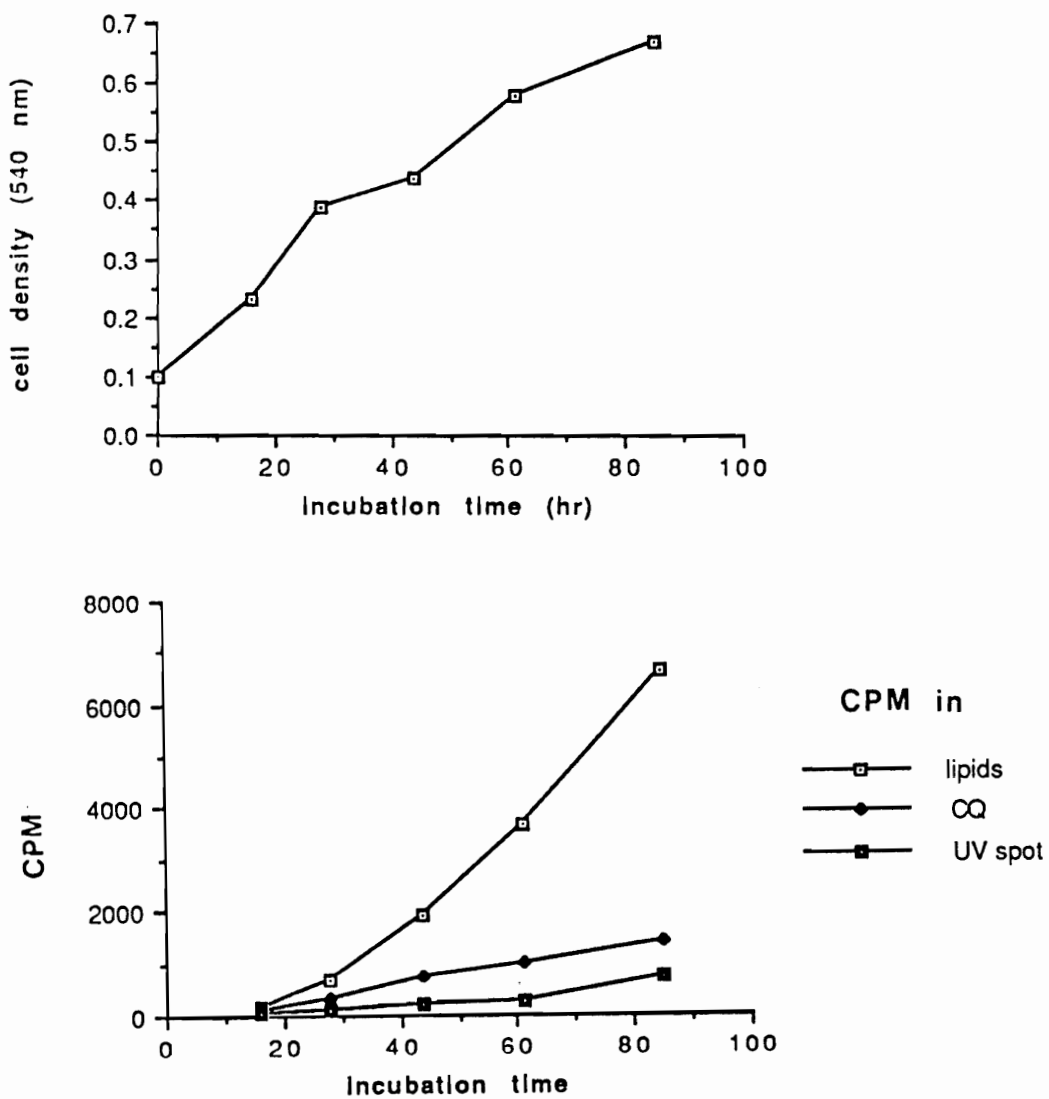 0.7
0.6
0.5
0.4
0.3
0.2
0.1
0.0
cell density (540 nm)
0 20 40 60 80 100
Incubation time (hr)
8000
6000
4000
2000
0
CPM
0 20 40 60 80 100
Incubation time
CPM in
lipids
CQ
UV spot